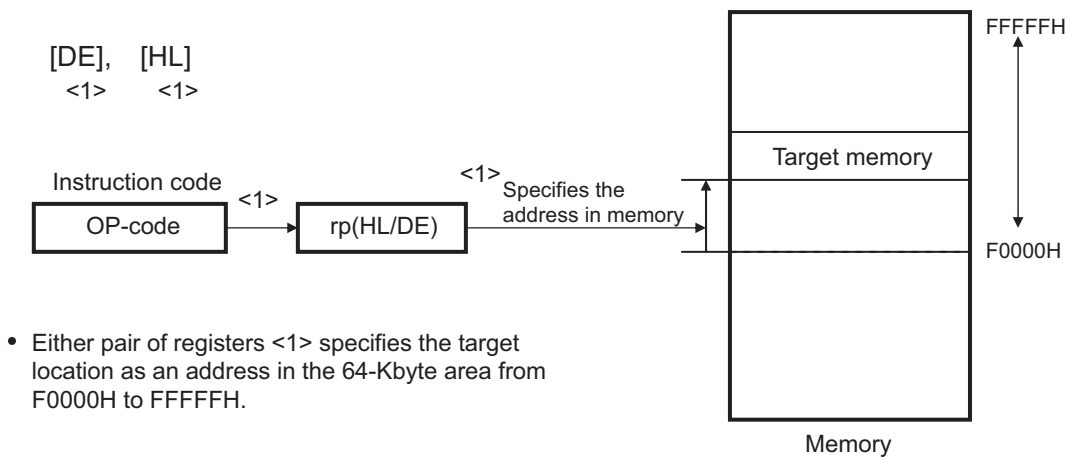 FFFFFH
[DE], [HL]
<1> <1>
Target memory
<1>
Specifies the
address in memory
Instruction code
<1>
OP-code
rp(HL/DE)
F0000H
• Either pair of registers <1> specifies the target
location as an address in the 64-Kbyte area from
F0000H to FFFFFH.
Memory